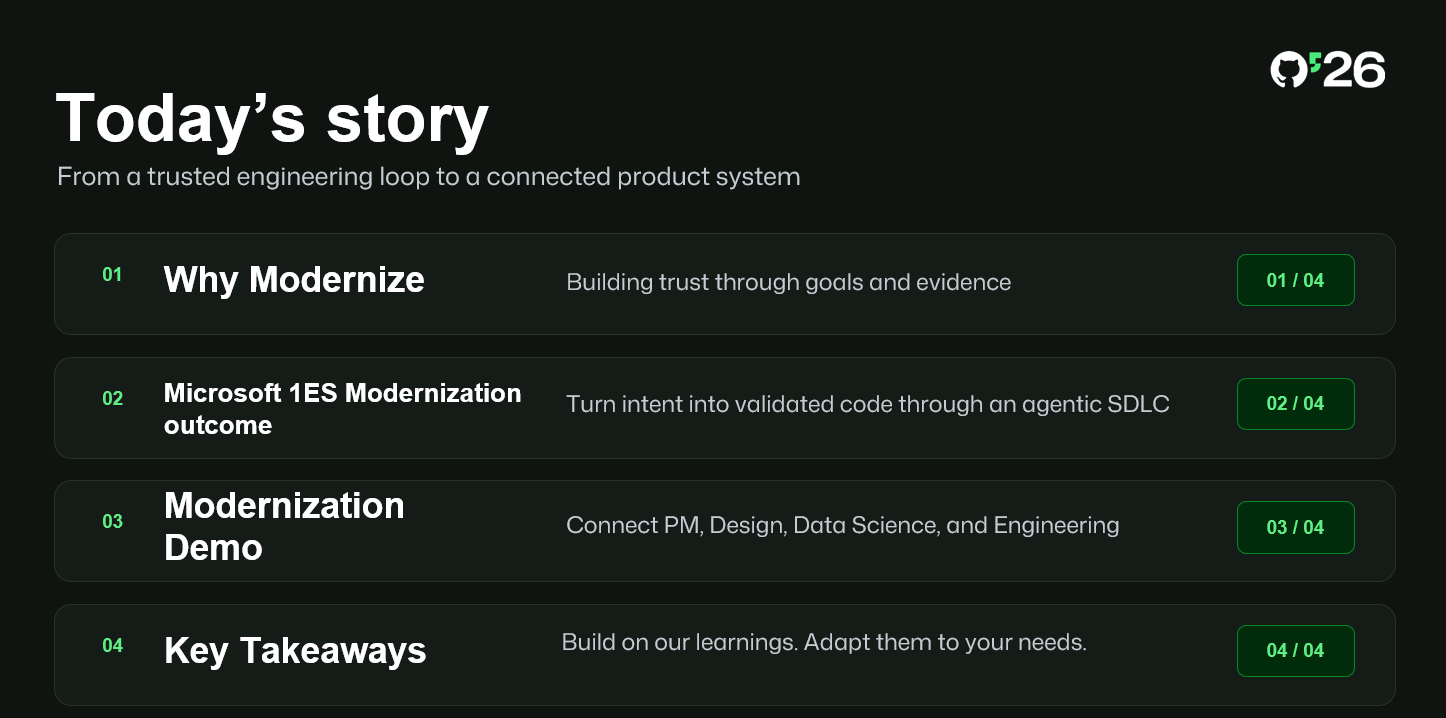 ’26
Today’s story
From a trusted engineering loop to a connected product system
01
Why Modernize
Building trust through goals and evidence
01 / 04
02
Microsoft 1ES Modernization
outcome
Turn intent into validated code through an agentic SDLC
02 / 04
03
Modernization
Demo
Connect PM, Design, Data Science, and Engineering
03 / 04
04
Key Takeaways
Build on our learnings. Adapt them to your needs.
04 / 04